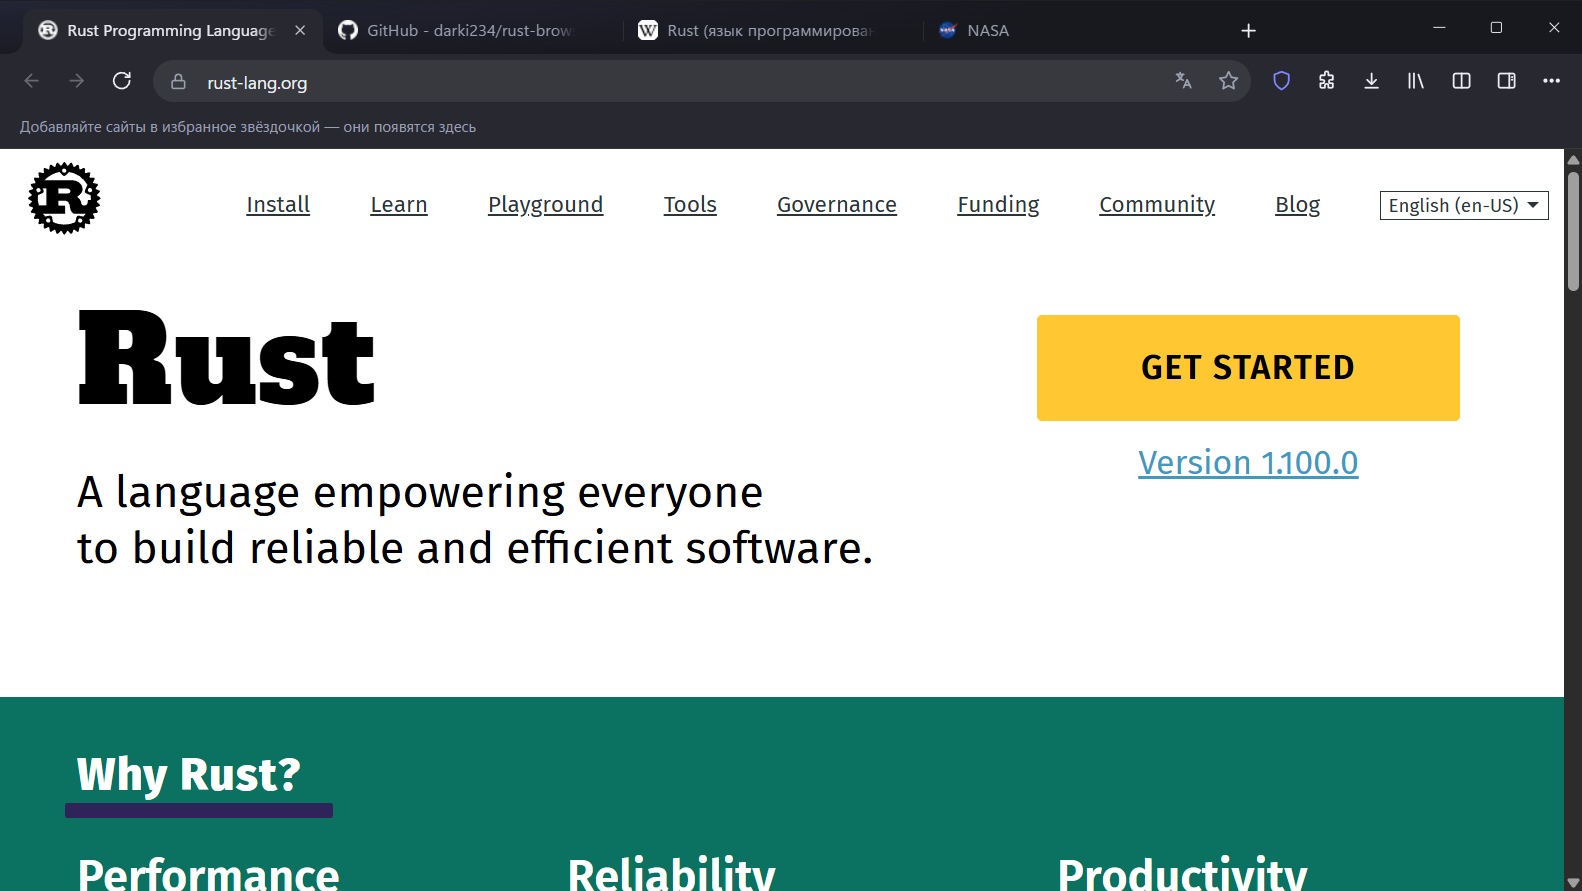 Rust Programming Language
GitHub - darki234/rust-brow
Rust (язык программирован
NASA
rust-lang.org
Добавляйте сайты в избранное звёздочкой — они появятся здесь
R
Install
Learn
Playground
Tools
Governance
Funding
Community
Blog
English (en-US)
Rust
GET STARTED
Version 1.100.0
A language empowering everyone
to build reliable and efficient software.
Why Rust?
Performance
Reliability
Productivity